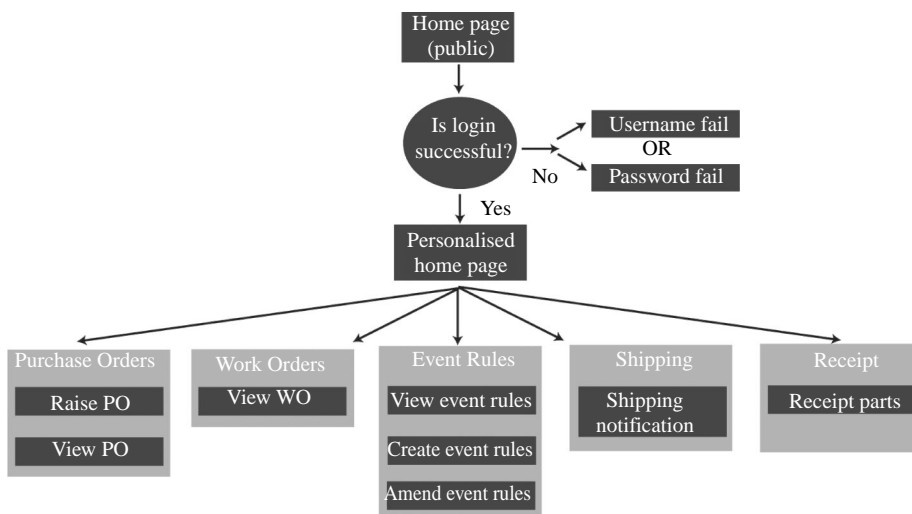 Home page
(public)
Is login
successful?
Username fail
OR
Password fail
No
Yes
Personalised
home page
Purchase Orders
Raise PO
View PO
Work Orders
View WO
Event Rules
View event rules
Create event rules
Amend event rules
Shipping
Shipping
notification
Receipt
Receipt parts